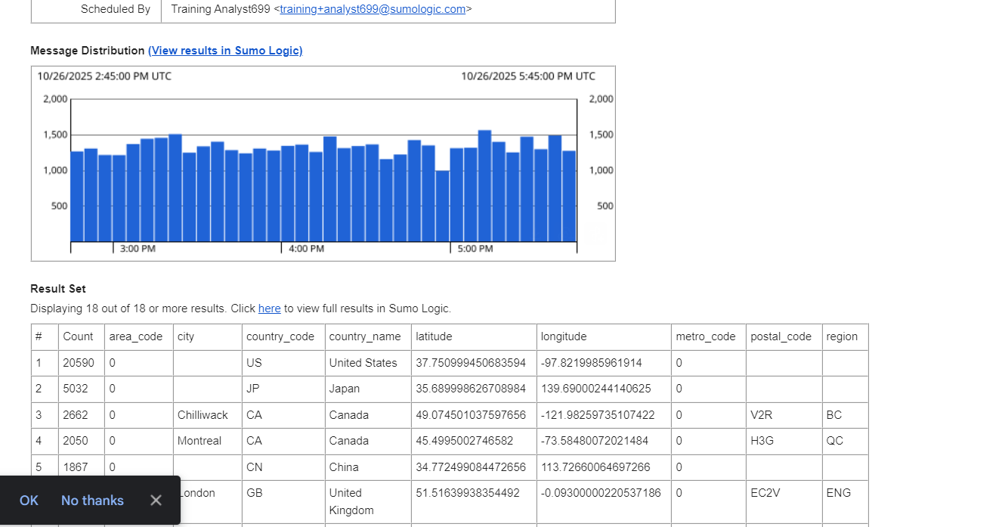 Scheduled By Training Analyst699 <training+analyst699@sumologic.com>
Message Distribution (View results in Sumo Logic)
10/26/2025 2:45:00 PM UTC 10/26/2025 5:45:00 PM UTC
2,000 2,000
1,500 1,500
1,000 1,000
500 500
3:00 PM 4:00 PM 5:00 PM
Result Set
Displaying 18 out of 18 or more results. Click here to view full results in Sumo Logic.
# Count area_code city country_code country_name latitude longitude metro_code postal_code region
1 20590 0 US United States 37.750999450683594 -97.8219985961914 0
2 5032 0 JP Japan 35.689998626708984 139.69000244140625 0
3 2662 0 Chilliwack CA Canada 49.074501037597656 -121.98259735107422 0 V2R BC
4 2050 0 Montreal CA Canada 45.4995002746582 -73.58480072021484 0 H3G QC
5 1867 0 CN China 34.772499084472656 113.72660064697266 0
London GB United Kingdom 51.51639938354492 -0.09300000220537186 0 EC2V ENG
OK No thanks